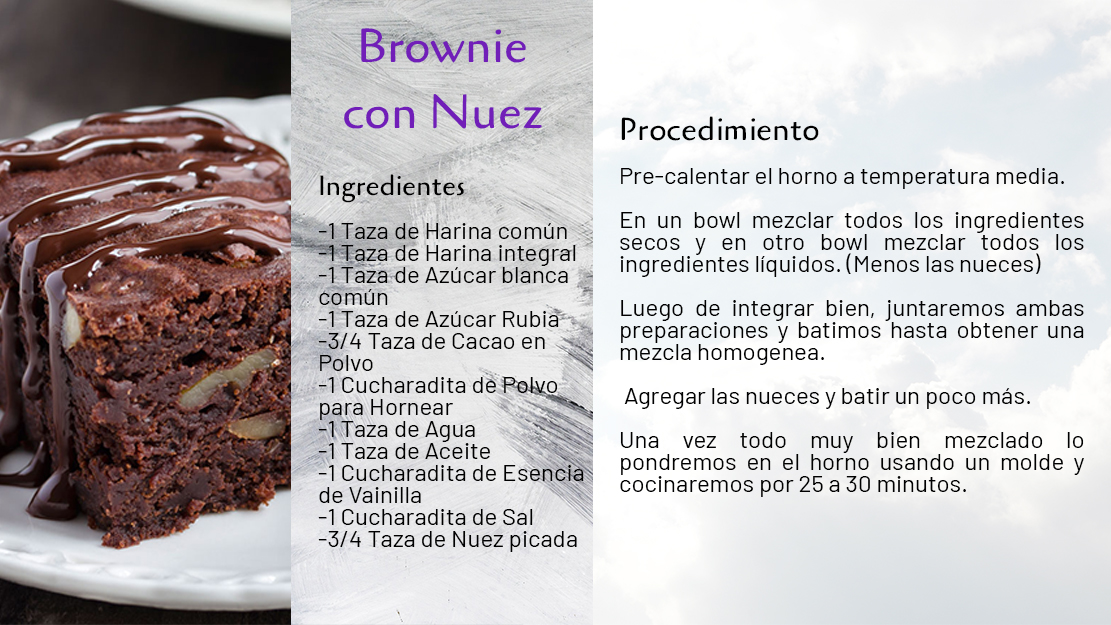 Brownie
con Nuez
Ingredientes
-1 Taza de Harina común
-1 Taza de Harina integral
-1 Taza de Azúcar blanca
común
-1 Taza de Azúcar Rubia
-3/4 Taza de Cacao en
Polvo
-1 Cucharadita de Polvo
para Hornear
-1 Taza de Agua
-1 Taza de Aceite
-1 Cucharadita de Esencia
de Vainilla
-1 Cucharadita de Sal
-3/4 Taza de Nuez picada
Procedimiento
Pre-calentar el horno a temperatura media.
En un bowl mezclar todos los ingredientes
secos y en otro bowl mezclar todos los
ingredientes líquidos. (Menos las nueces)
Luego de integrar bien, juntaremos ambas
preparaciones y batimos hasta obtener una
mezcla homogenea.
Agregar las nueces y batir un poco más.
Una vez todo muy bien mezclado lo
pondremos en el horno usando un molde y
cocinaremos por 25 a 30 minutos.